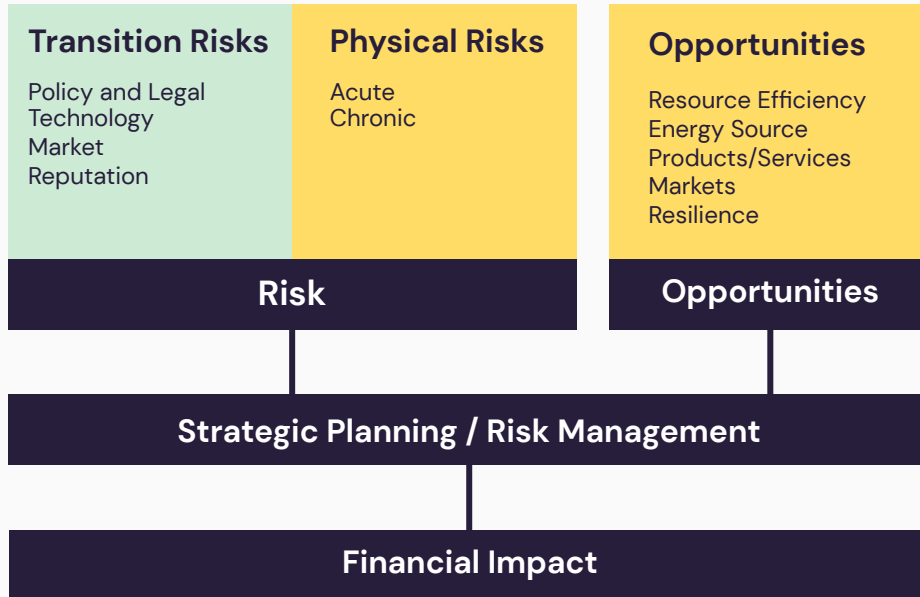 Transition Risks
Policy and Legal
Technology
Market
Reputation
Physical Risks
Acute
Chronic
Risk
Opportunities
Resource Efficiency
Energy Source
Products/Services
Markets
Resilience
Opportunities
Strategic Planning / Risk Management
Financial Impact